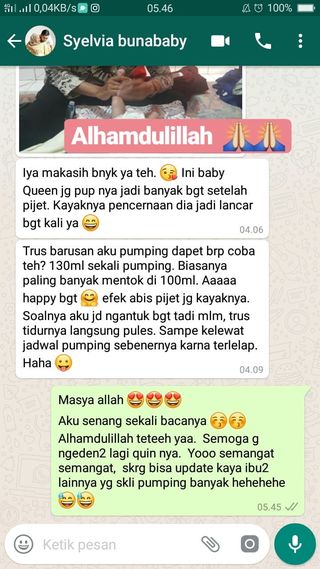 0,04KB/s
05.46
100%
Syelvia bunababy
Alhamdulillah
Iya makasih bnyk ya teh. 😘 Ini baby
Queen jg pup nya jadi banyak bgt setelah
pijet. Kayaknya pencernaan dia jadi lancar
bgt kali ya 😄
04.06
Trus barusan aku pumping dapet brp coba
teh? 130ml sekali pumping. Biasanya
paling banyak mentok di 100ml. Aaaaa
happy bgt 🤗 efek abis pijet jg kayaknya.
Soalnya aku jd ngantuk bgt tadi mlm, trus
tidurnya langsung pules. Sampe kelewat
jadwal pumping sebenernya karna terlelap.
Haha 😛
04.09
Masya allah 😍😍😍
Aku senang sekali bacanya 😚😚
Alhamdulillah teteeh yaa. Semoga g
ngeden2 lagi quin nya. Yooo semangat
semangat, skrg bisa update kaya ibu2
lainnya yg skli pumping banyak hehehehe
😅😅
05.45
Ketik pesan